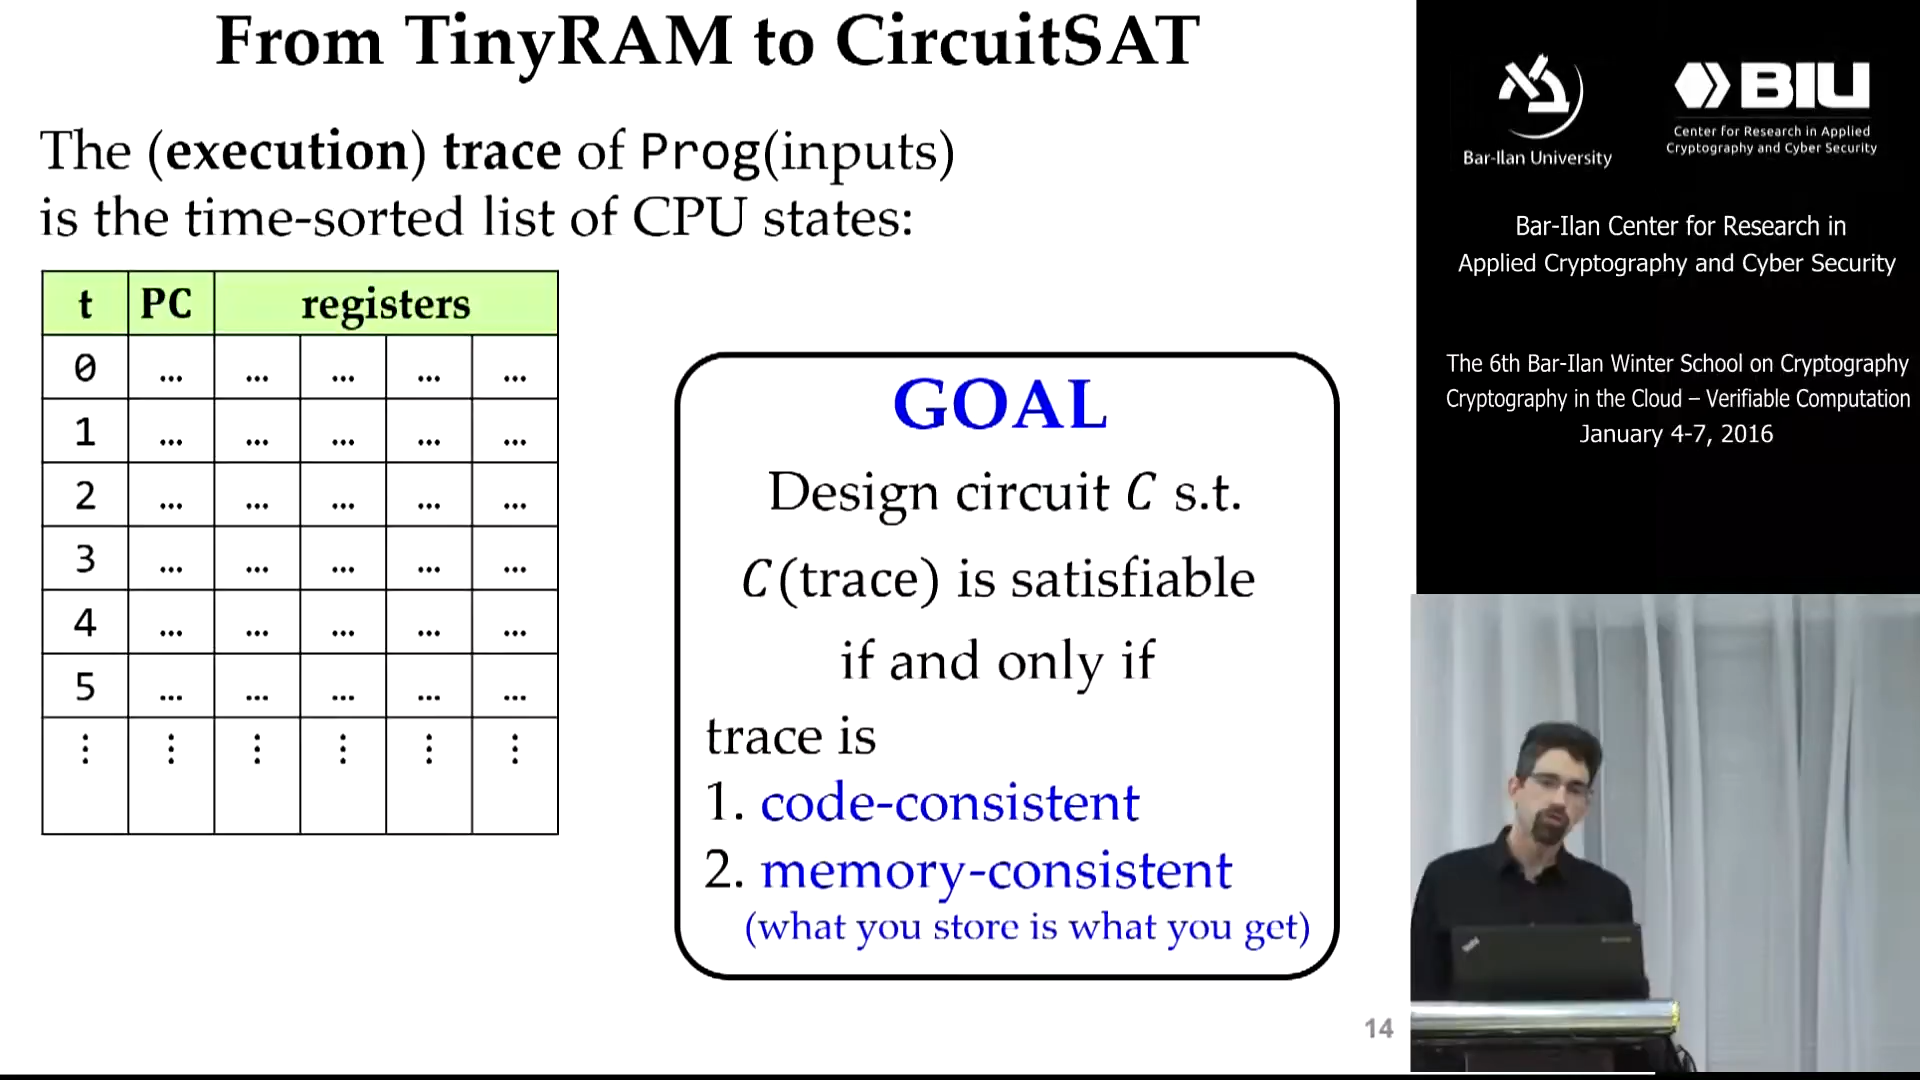 From TinyRAM to CircuitSAT
The (execution) trace of Prog(inputs)
is the time-sorted list of CPU states:
t PC registers
0 ... ... ... ... ...
1 ... ... ... ... ...
2 ... ... ... ... ...
3 ... ... ... ... ...
4 ... ... ... ... ...
5 ... ... ... ... ...
⋮ ⋮ ⋮ ⋮ ⋮ ⋮
GOAL
Design circuit C s.t.
C(trace) is satisfiable
if and only if
trace is
1. code-consistent
2. memory-consistent
(what you store is what you get)
14
Bar-Ilan University
BIU
Center for Research in Applied
Cryptography and Cyber Security
Bar-Ilan Center for Research in
Applied Cryptography and Cyber Security
The 6th Bar-Ilan Winter School on Cryptography
Cryptography in the Cloud – Verifiable Computation
January 4-7, 2016